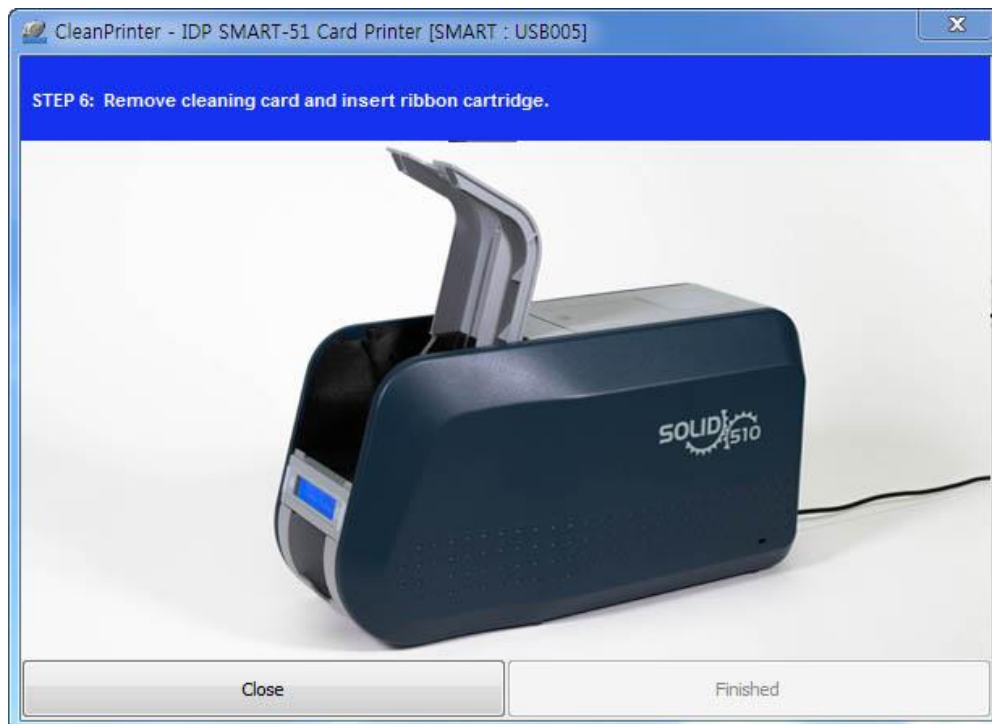 CleanPrinter - IDP SMART-51 Card Printer [SMART : USB005]
STEP 6:  Remove cleaning card and insert ribbon cartridge.
SOLID 510
Close
Finished